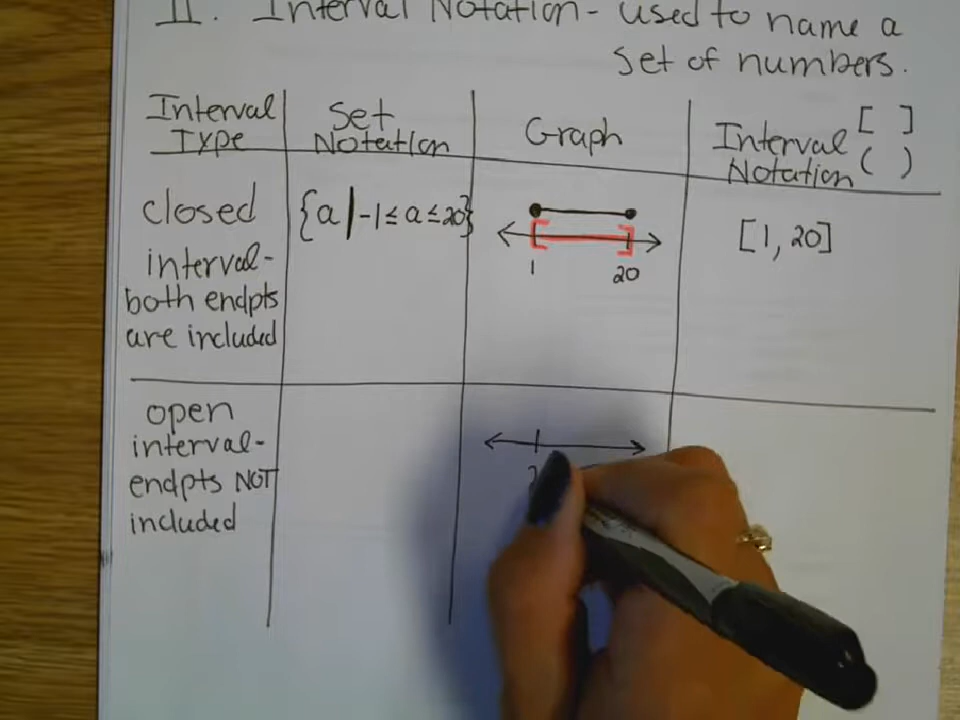 II. Interval Notation - used to name a
set of numbers.
Interval Type
Set Notation
Graph
Interval Notation [ ] ( )
closed
interval-
both endpts
are included
{a|-1≤a≤20}
1 20
[1, 20]
open
interval-
endpts NOT
included